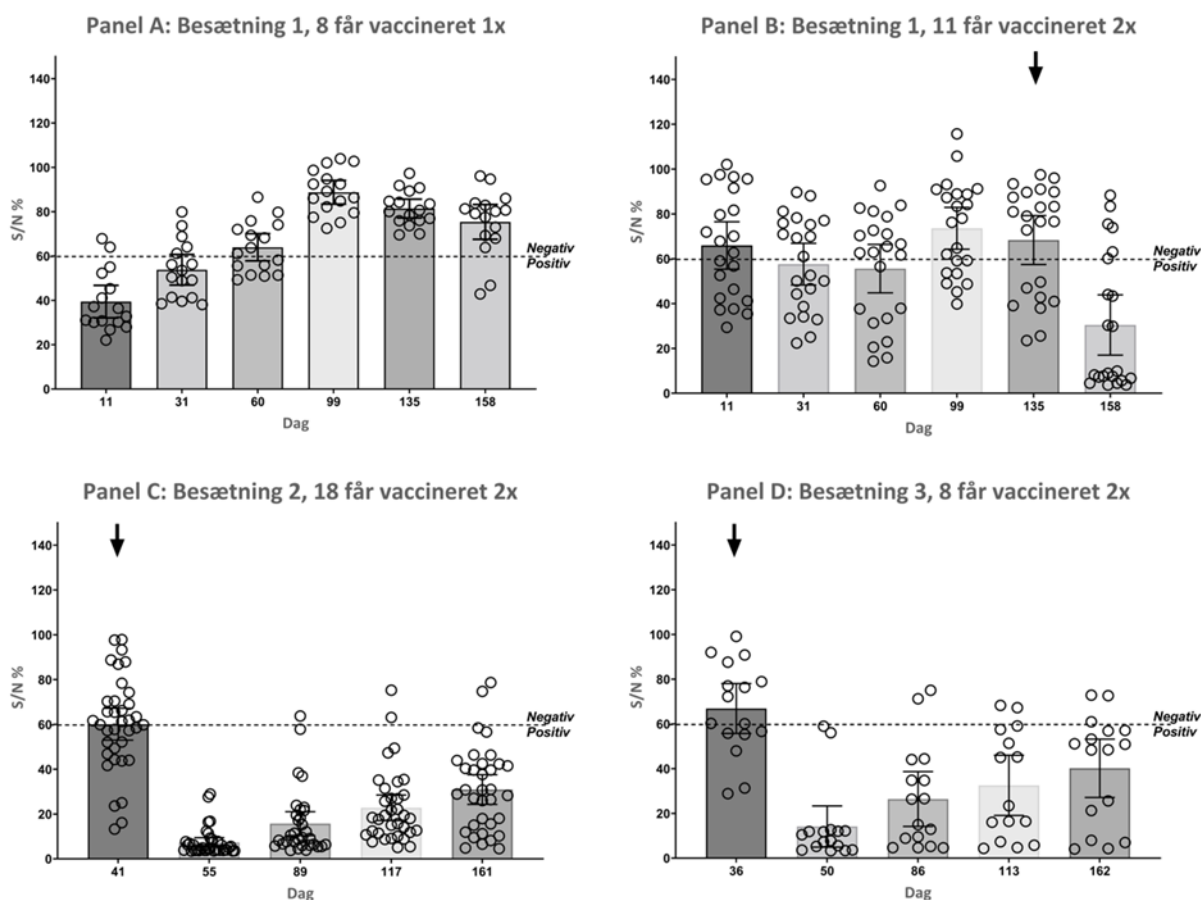 Panel A: Besætning 1, 8 får vaccineret 1x
140
120
100
80
60
40
20
0
S/N %
Negativ
Positiv
11 31 60 99 135 158
Dag
Panel B: Besætning 1, 11 får vaccineret 2x
140
120
100
80
60
40
20
0
S/N %
Negativ
Positiv
11 31 60 99 135 158
Dag
Panel C: Besætning 2, 18 får vaccineret 2x
140
120
100
80
60
40
20
0
S/N %
Negativ
Positiv
41 55 89 117 161
Dag
Panel D: Besætning 3, 8 får vaccineret 2x
140
120
100
80
60
40
20
0
S/N %
Negativ
Positiv
36 50 86 113 162
Dag